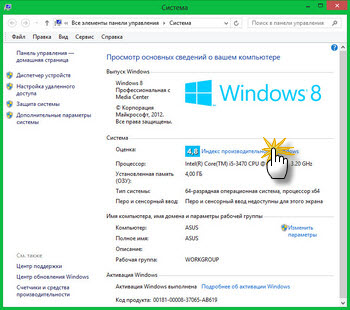 Система
Все элементы панели управления
Система
Поиск в панели управления
Файл Правка Вид Сервис Справка
Панель управления —
домашняя страница
Диспетчер устройств
Настройка удаленного
доступа
Защита системы
Дополнительные параметры
системы
Просмотр основных сведений о вашем компьютере
Выпуск Windows
Windows 8
Профессиональная с
Media Center
© Корпорация
Майкрософт, 2012.
Все права защищены.
Windows 8
Система
Оценка:
4,8
Индекс
Процессор:
Intel(R) Core(TM) i5-3470 CPU @ 3.20 GHz
Установленная память
(ОЗУ):
4,00 ГБ
Тип системы:
64-разрядная операционная система, процессор x64
Перо и сенсорный ввод:
Перо и сенсорный ввод недоступны для этого экрана
Имя компьютера, имя домена и параметры рабочей группы
Компьютер:
ASUS
Изменить
параметры
Полное имя:
ASUS
Описание:
Рабочая группа:
WORKGROUP
Активация Windows
Активация Windows выполнена
Подробнее об активации Windows
Код продукта: 00181-00008-37065-AB619
См. также
Центр поддержки
Центр обновления Windows
Счетчики и средства
производительности